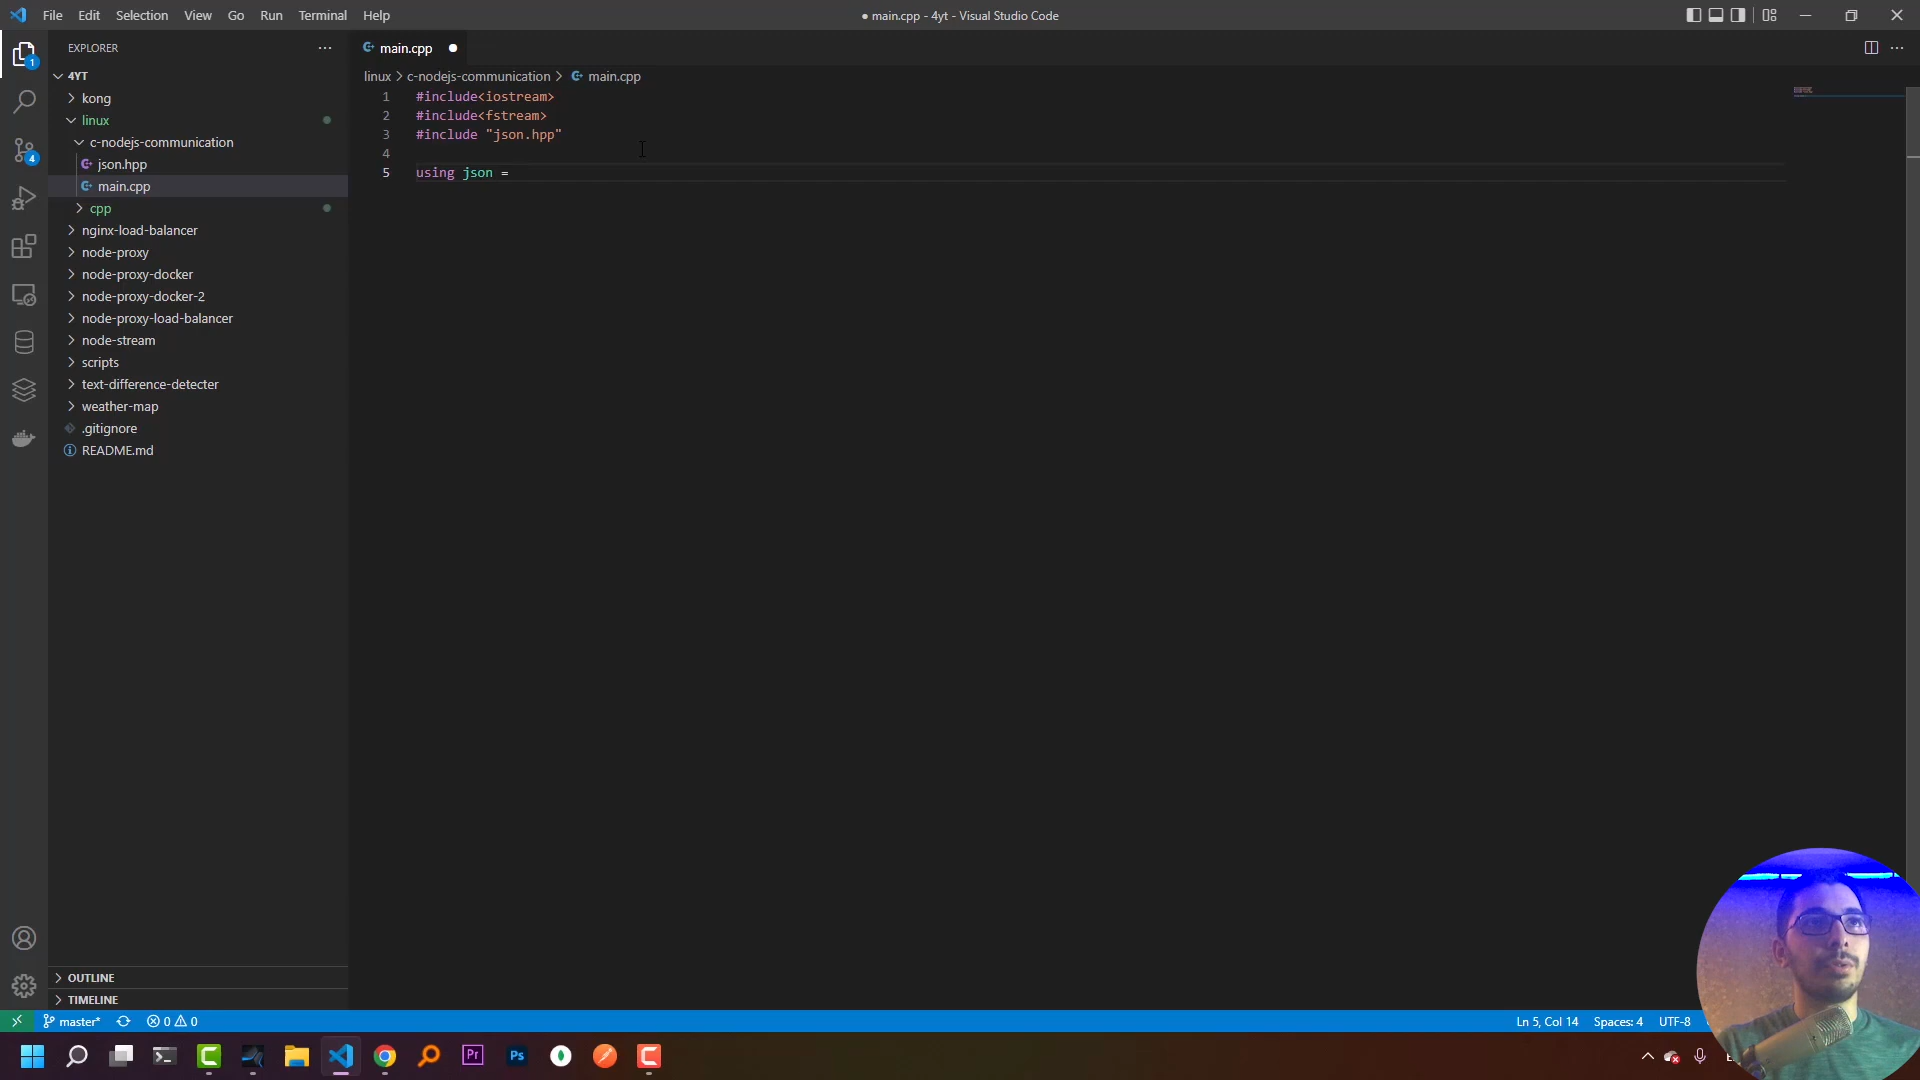 File Edit Selection View Go Run Terminal Help
● main.cpp - 4yt - Visual Studio Code
EXPLORER
main.cpp
4YT
linux > c-nodejs-communication > main.cpp
kong
linux
c-nodejs-communication
json.hpp
main.cpp
cpp
nginx-load-balancer
node-proxy
node-proxy-docker
node-proxy-docker-2
node-proxy-load-balancer
node-stream
scripts
text-difference-detecter
weather-map
.gitignore
README.md
1 #include<iostream>
2 #include<fstream>
3 #include "json.hpp"
4
5 using json =
1
4
OUTLINE
TIMELINE
master*
0 0
Ln 5, Col 14 Spaces: 4 UTF-8
Pr
Ps